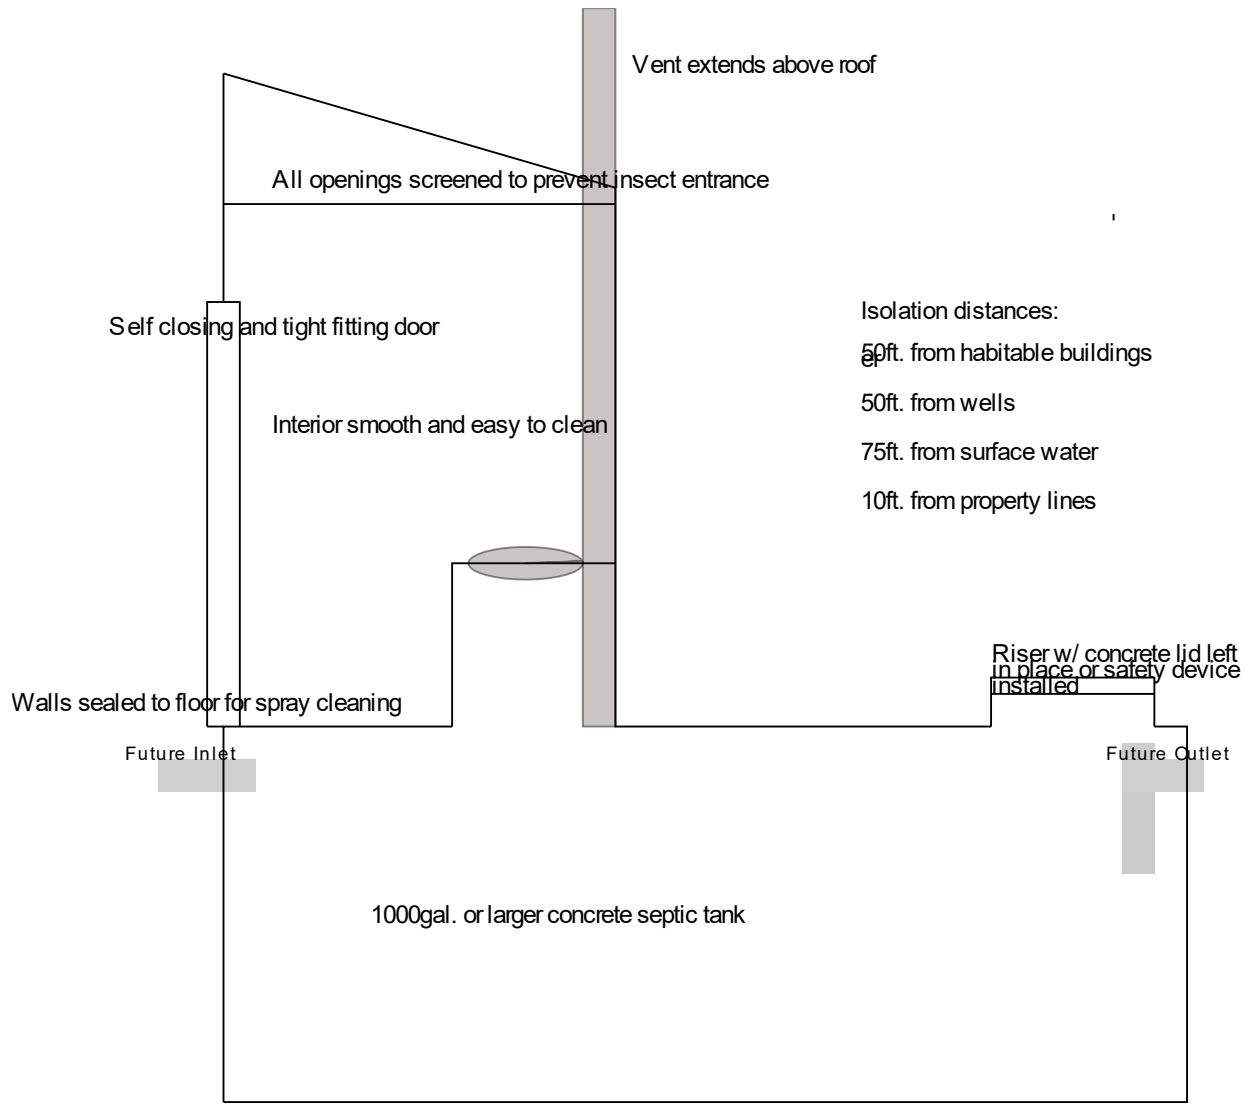 Vent extends above roof
All openings screened to prevent insect entrance
Self closing and tight fitting door
Interior smooth and easy to clean
Isolation distances:
50ft. from habitable buildings
er
50ft. from wells
75ft. from surface water
10ft. from property lines
Riser w/ concrete lid left
in place or safety device
installed
Walls sealed to floor for spray cleaning
Future Inlet
Future Outlet
1000gal. or larger concrete septic tank